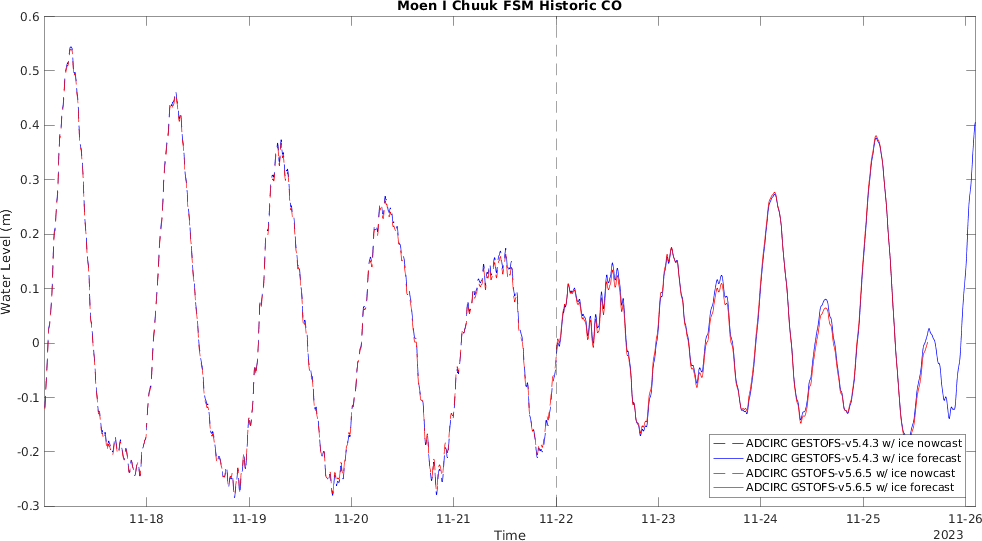 Moen I Chuuk FSM Historic CO
0.6
0.5
0.4
0.3
0.2
0.1
0
-0.1
-0.2
-0.3
Water Level (m)
ADCIRC GESTOFS-v5.4.3 w/ ice nowcast
ADCIRC GESTOFS-v5.4.3 w/ ice forecast
ADCIRC GSTOFS-v5.6.5 w/ ice nowcast
ADCIRC GSTOFS-v5.6.5 w/ ice forecast
11-18 11-19 11-20 11-21 11-22 11-23 11-24 11-25 11-26
Time
2023